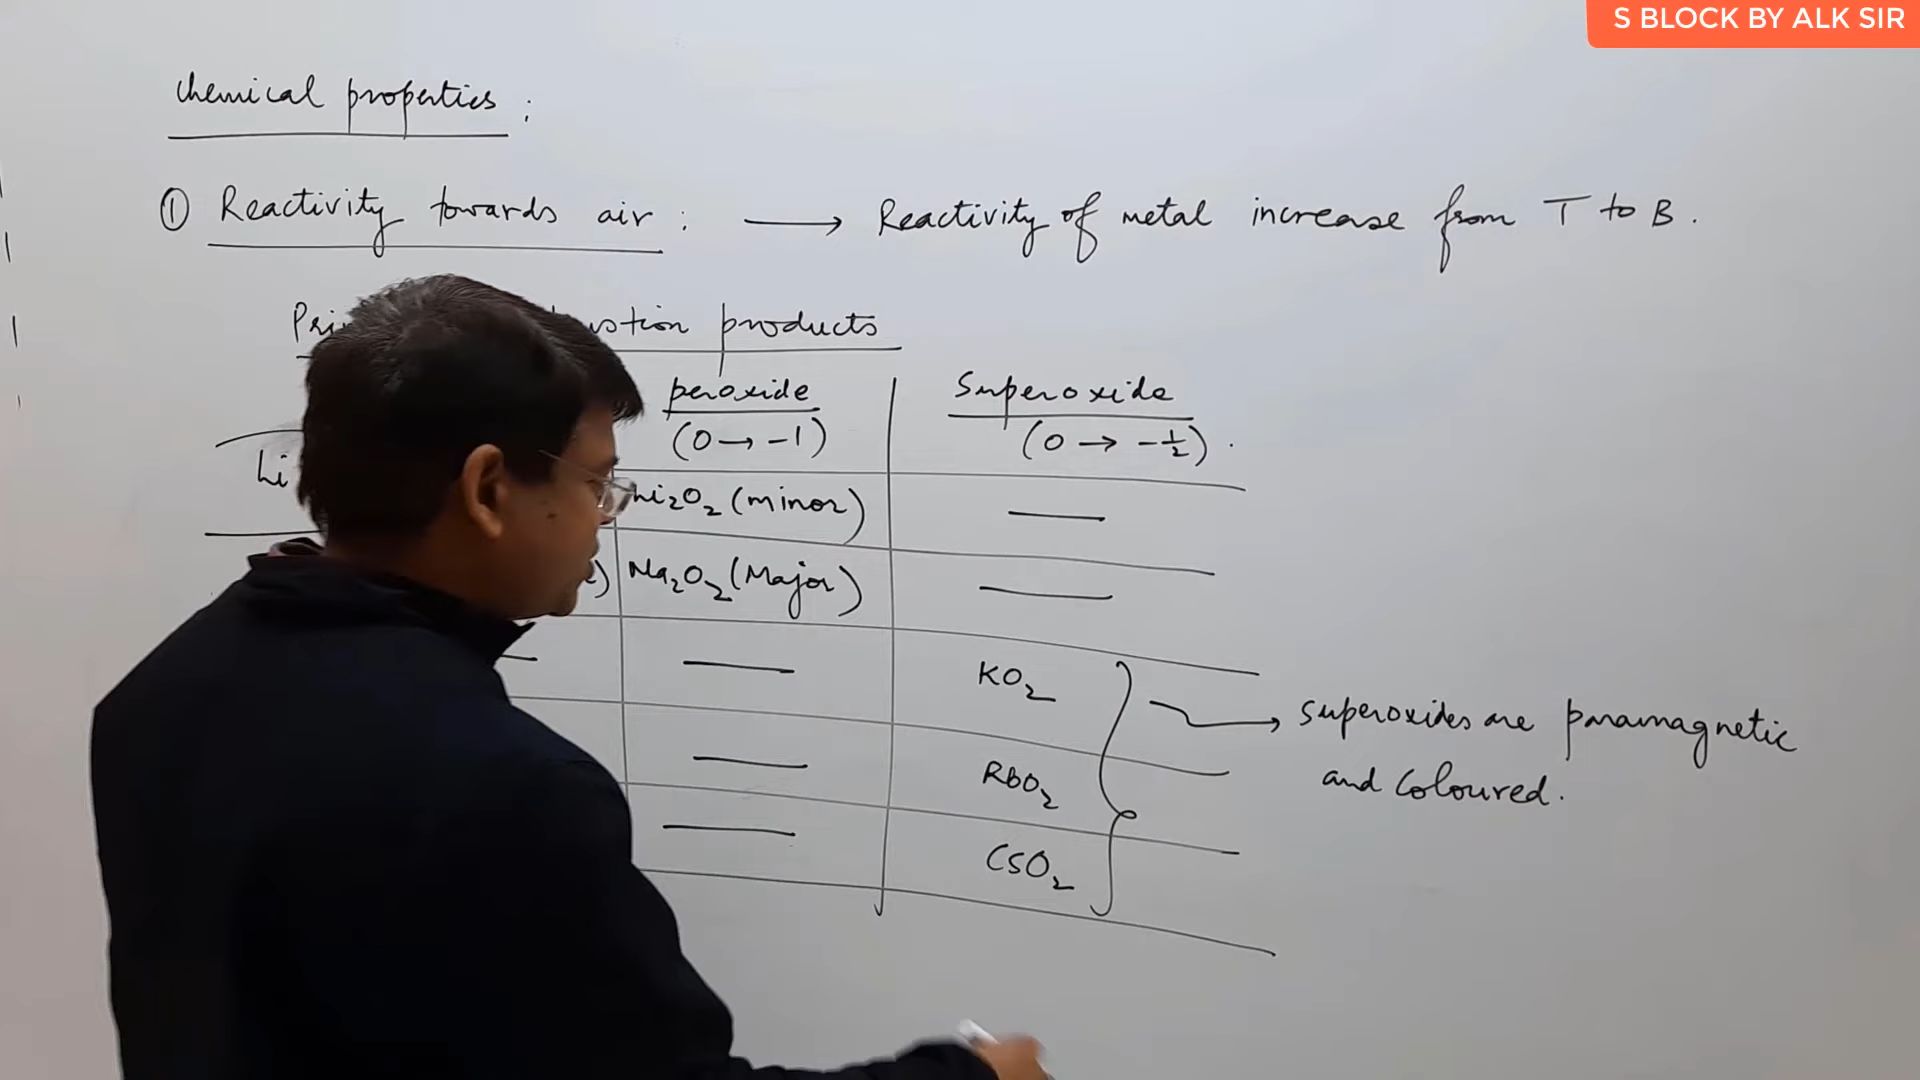 S BLOCK BY ALK SIR
Chemical properties :
① Reactivity towards air : ⟶ Reactivity of metal increase from T to B.
products
peroxide
Superoxide
(0 → -1)
(0 → -½) .
Li
Li₂O₂ (minor)
—
Na₂O₂ (Major)
—
—
—
KO₂
→ Superoxides are paramagnetic
and coloured.
—
RbO₂
—
CsO₂